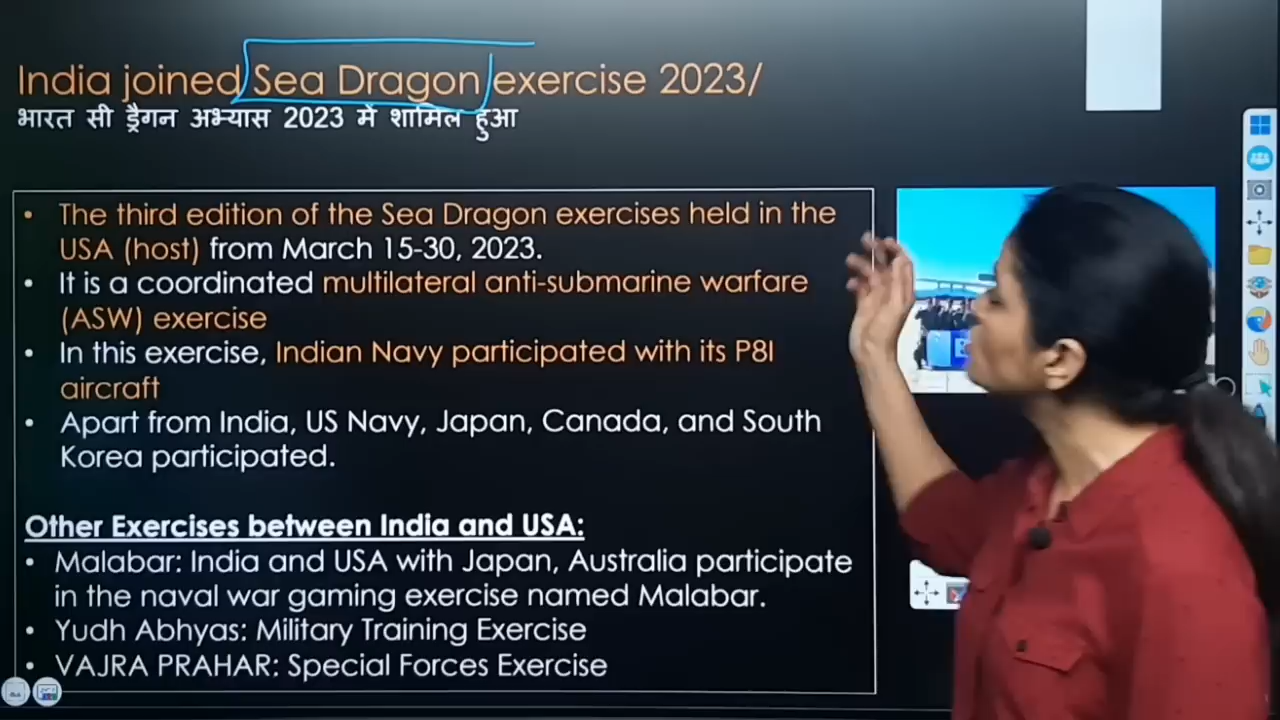 India joined Sea Dragon exercise 2023/
भारत सी ड्रैगन अभ्यास 2023 में शामिल हुआ
• The third edition of the Sea Dragon exercises held in the
USA (host) from March 15-30, 2023.
• It is a coordinated multilateral anti-submarine warfare
(ASW) exercise
• In this exercise, Indian Navy participated with its P8I
aircraft
• Apart from India, US Navy, Japan, Canada, and South
Korea participated.
Other Exercises between India and USA:
• Malabar: India and USA with Japan, Australia participate
in the naval war gaming exercise named Malabar.
• Yudh Abhyas: Military Training Exercise
• VAJRA PRAHAR: Special Forces Exercise